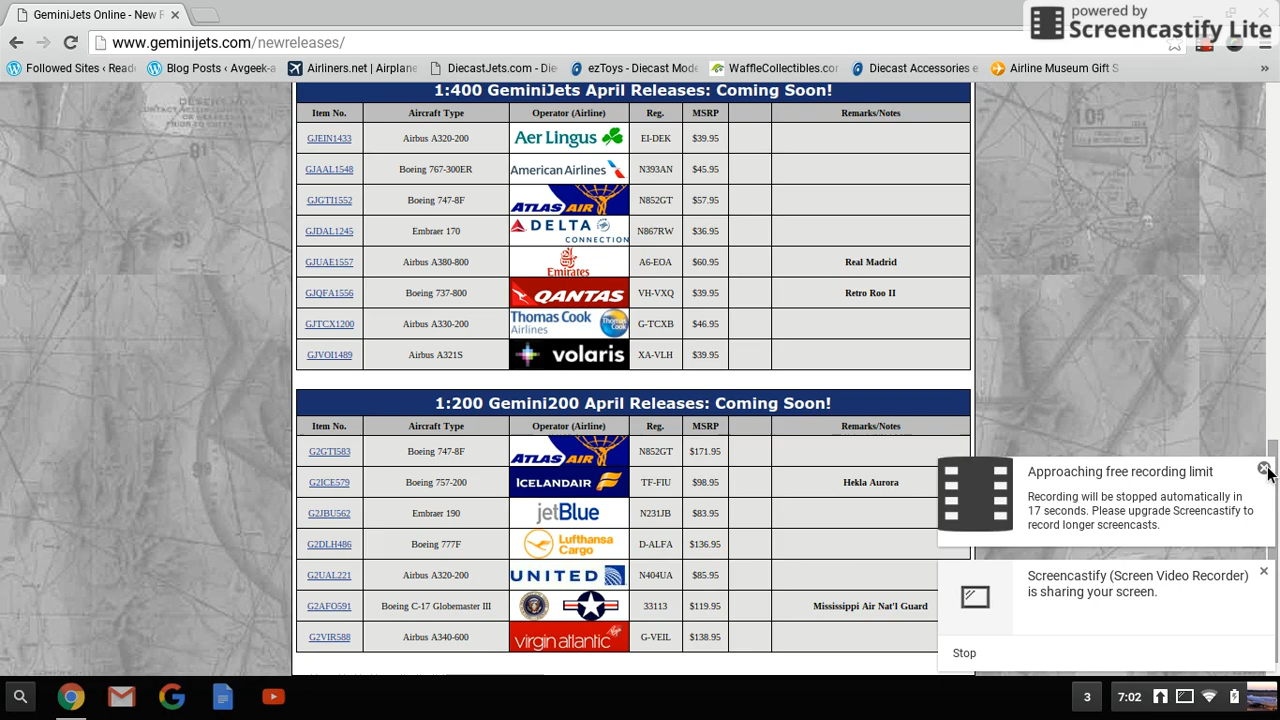 GeminiJets Online - New R
powered by
Screencastify Lite
www.geminijets.com/newreleases/
Followed Sites ‹ Read
Blog Posts ‹ Avgeek-a
Airlines.net | Airplane
DiecastAirport.com - Die
ezToys - Diecast Mode
WaffleCollectibles.com
Diecast Accessories e
Airline Museum Gift S
»
1:400 GeminiJets April Releases: Coming Soon!
Item No. Aircraft Type Operator (Airline) Reg. MSRP Remarks/Notes
GJEIN1433 Airbus A320-200 Aer Lingus EI-DEK $39.95
GJAAL1548 Boeing 767-300ER American Airlines N393AN $45.95
GJGTI1552 Boeing 747-8F ATLAS AIR N852GT $57.95
GJDAL1245 Embraer 170 DELTA CONNECTION N867RW $36.95
GJUAE1557 Airbus A380-800 Emirates A6-EOA $60.95 Real Madrid
GJQFA1556 Boeing 737-800 QANTAS VH-VXQ $39.95 Retro Roo II
GJTCX1200 Airbus A330-200 Thomas Cook Airlines Thomas Cook G-TCXB $46.95
GJVOI1489 Airbus A321S volaris XA-VLH $39.95
1:200 Gemini200 April Releases: Coming Soon!
Item No. Aircraft Type Operator (Airline) Reg. MSRP Remarks/Notes
G2GTI583 Boeing 747-8F ATLAS AIR N852GT $171.95
G2ICE579 Boeing 757-200 ICELANDAIR TF-FIU $98.95 Hekla Aurora
G2JBU562 Embraer 190 jetBlue N231JB $83.95
G2DLH486 Boeing 777F Lufthansa Cargo D-ALFA $136.95
G2UAL221 Airbus A320-200 UNITED N404UA $85.95
G2AFO591 Boeing C-17 Globemaster III 33113 $119.95 Mississippi Air Nat'l Guard
G2VIR588 Airbus A340-600 virgin atlantic G-VEIL $138.95
Approaching free recording limit
Recording will be stopped automatically in
17 seconds. Please upgrade Screencastify to
record longer screencasts.
Screencastify (Screen Video Recorder)
is sharing your screen.
Stop
3 7:02